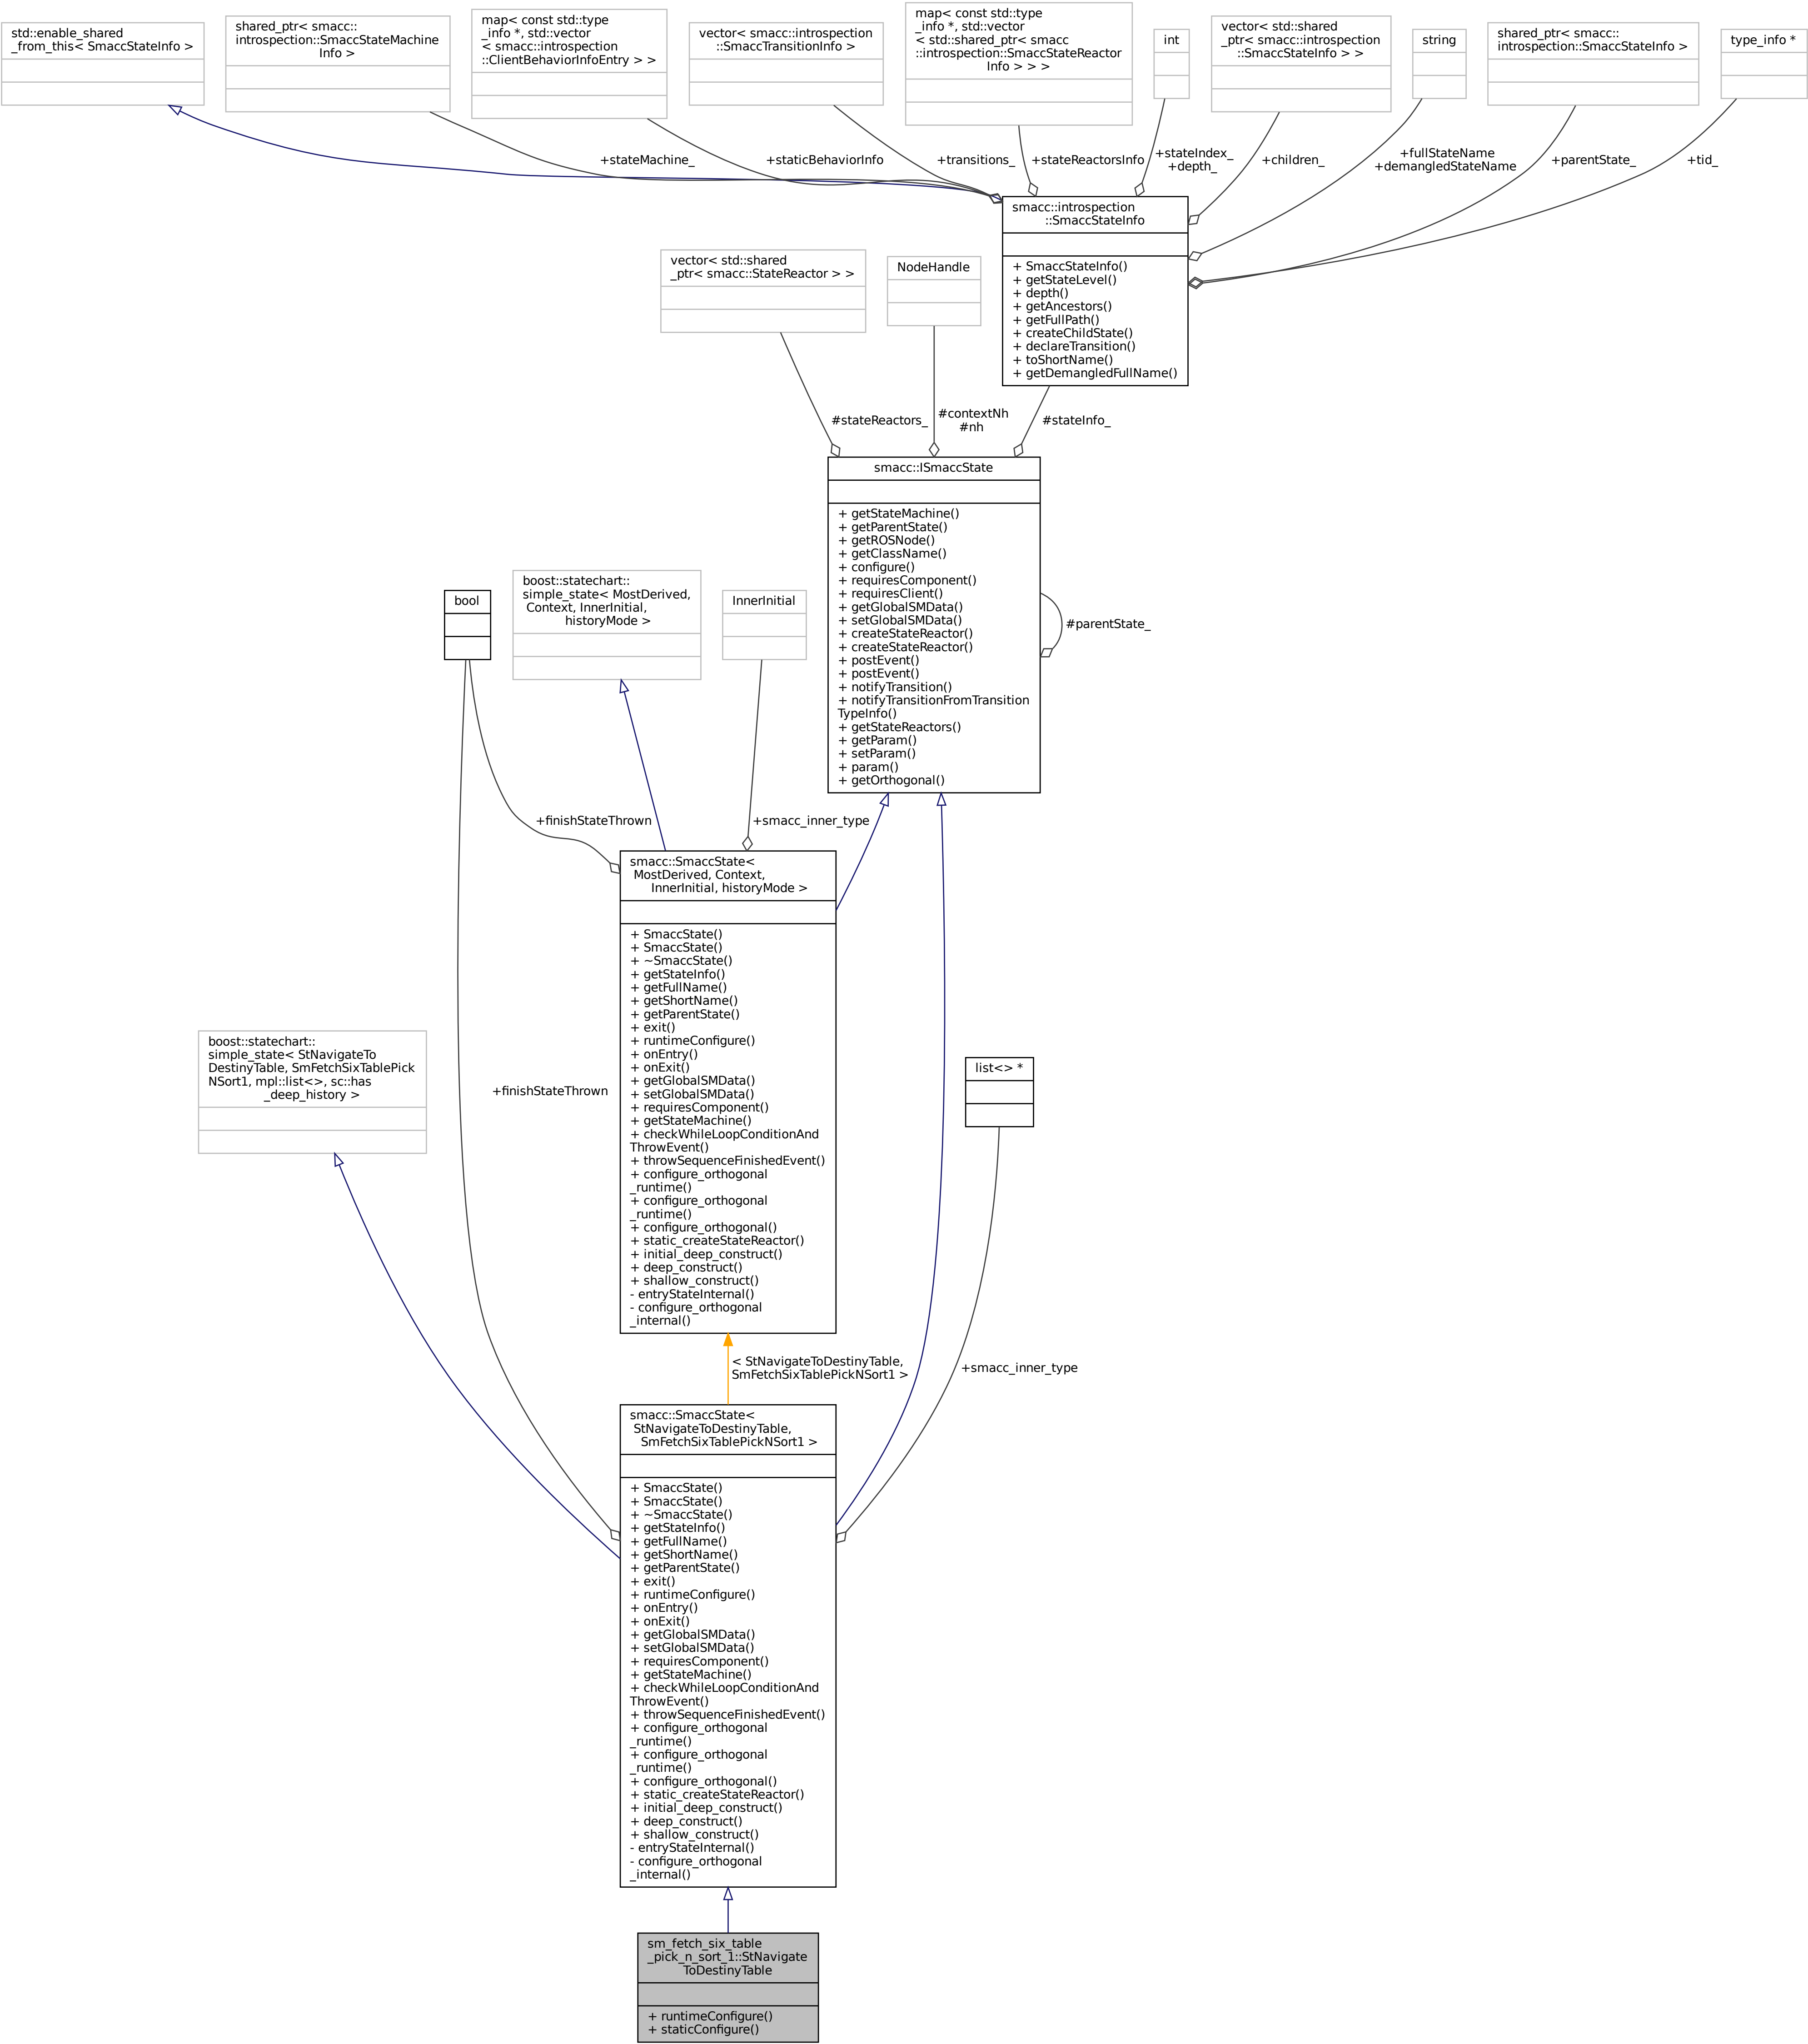 std::enable_shared
_from_this< SmaccStateInfo >
shared_ptr< smacc::
introspection::SmaccStateMachine
Info >
map< const std::type
_info *, std::vector
< smacc::introspection
::ClientBehaviorInfoEntry > >
vector< smacc::introspection
::SmaccTransitionInfo >
map< const std::type
_info *, std::vector
< std::shared_ptr< smacc
::introspection::SmaccStateReactor
Info > > >
int
vector< std::shared
_ptr< smacc::introspection
::SmaccStateInfo > >
string
shared_ptr< smacc::
introspection::SmaccStateInfo >
type_info *
+stateMachine_
+staticBehaviorInfo
+transitions_
+stateReactorsInfo
+stateIndex_
+depth_
+children_
+fullStateName
+demangledStateName
+parentState_
+tid_
smacc::introspection
::SmaccStateInfo
+ SmaccStateInfo()
+ getStateLevel()
+ depth()
+ getAncestors()
+ getFullPath()
+ createChildState()
+ declareTransition()
+ toShortName()
+ getDemangledFullName()
vector< std::shared
_ptr< smacc::StateReactor > >
NodeHandle
#stateReactors_
#contextNh
#nh
#stateInfo_
smacc::ISmaccState
+ getStateMachine()
+ getParentState()
+ getROSNode()
+ getClassName()
+ configure()
+ requiresComponent()
+ requiresClient()
+ getGlobalSMData()
+ setGlobalSMData()
+ createStateReactor()
+ createStateReactor()
+ postEvent()
+ postEvent()
+ notifyTransition()
+ notifyTransitionFromTransition
TypeInfo()
+ getStateReactors()
+ getParam()
+ setParam()
+ param()
+ getOrthogonal()
#parentState_
bool
boost::statechart::
simple_state< MostDerived,
Context, InnerInitial,
historyMode >
InnerInitial
+finishStateThrown
+smacc_inner_type
smacc::SmaccState<
MostDerived, Context,
InnerInitial, historyMode >
+ SmaccState()
+ SmaccState()
+ ~SmaccState()
+ getStateInfo()
+ getFullName()
+ getShortName()
+ getParentState()
+ exit()
+ runtimeConfigure()
+ onEntry()
+ onExit()
+ getGlobalSMData()
+ setGlobalSMData()
+ requiresComponent()
+ getStateMachine()
+ checkWhileLoopConditionAnd
ThrowEvent()
+ throwSequenceFinishedEvent()
+ configure_orthogonal
_runtime()
+ configure_orthogonal
_runtime()
+ configure_orthogonal()
+ static_createStateReactor()
+ initial_deep_construct()
+ deep_construct()
+ shallow_construct()
- entryStateInternal()
- configure_orthogonal
_internal()
boost::statechart::
simple_state< StNavigateTo
DestinyTable, SmFetchSixTablePick
NSort1, mpl::list<>, sc::has
_deep_history >
+finishStateThrown
list<> *
< StNavigateToDestinyTable,
SmFetchSixTablePickNSort1 >
+smacc_inner_type
smacc::SmaccState<
StNavigateToDestinyTable,
SmFetchSixTablePickNSort1 >
+ SmaccState()
+ SmaccState()
+ ~SmaccState()
+ getStateInfo()
+ getFullName()
+ getShortName()
+ getParentState()
+ exit()
+ runtimeConfigure()
+ onEntry()
+ onExit()
+ getGlobalSMData()
+ setGlobalSMData()
+ requiresComponent()
+ getStateMachine()
+ checkWhileLoopConditionAnd
ThrowEvent()
+ throwSequenceFinishedEvent()
+ configure_orthogonal
_runtime()
+ configure_orthogonal
_runtime()
+ configure_orthogonal()
+ static_createStateReactor()
+ initial_deep_construct()
+ deep_construct()
+ shallow_construct()
- entryStateInternal()
- configure_orthogonal
_internal()
sm_fetch_six_table
_pick_n_sort_1::StNavigate
ToDestinyTable
+ runtimeConfigure()
+ staticConfigure()